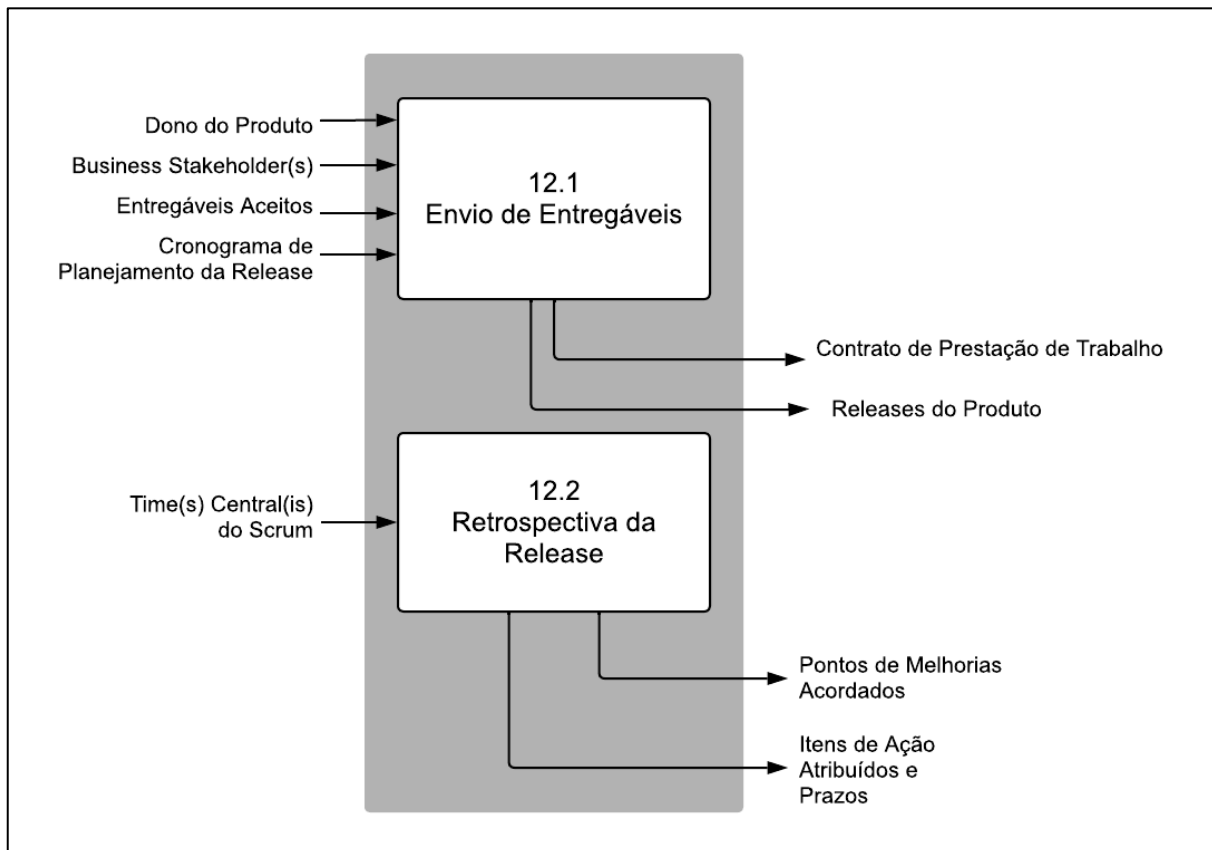 Dono do Produto
Business Stakeholder(s)
Entregáveis Aceitos
Cronograma de
Planejamento da Release
12.1
Envio de Entregáveis
Contrato de Prestação de Trabalho
Releases do Produto
Time(s) Central(is)
do Scrum
12.2
Retrospectiva da
Release
Pontos de Melhorias
Acordados
Itens de Ação
Atribuídos e
Prazos